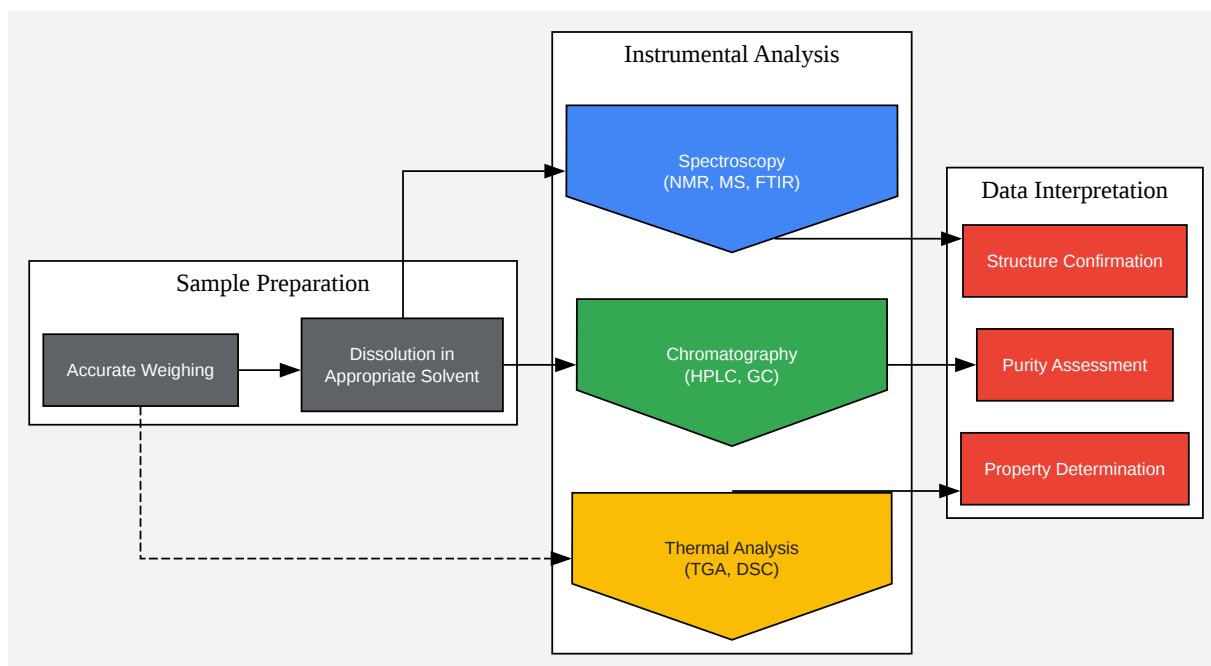 Sample Preparation
Accurate Weighing
Dissolution in
Appropriate Solvent
Instrumental Analysis
Spectroscopy
(NMR, MS, FTIR)
Chromatography
(HPLC, GC)
Thermal Analysis
(TGA, DSC)
Data Interpretation
Structure Confirmation
Purity Assessment
Property Determination